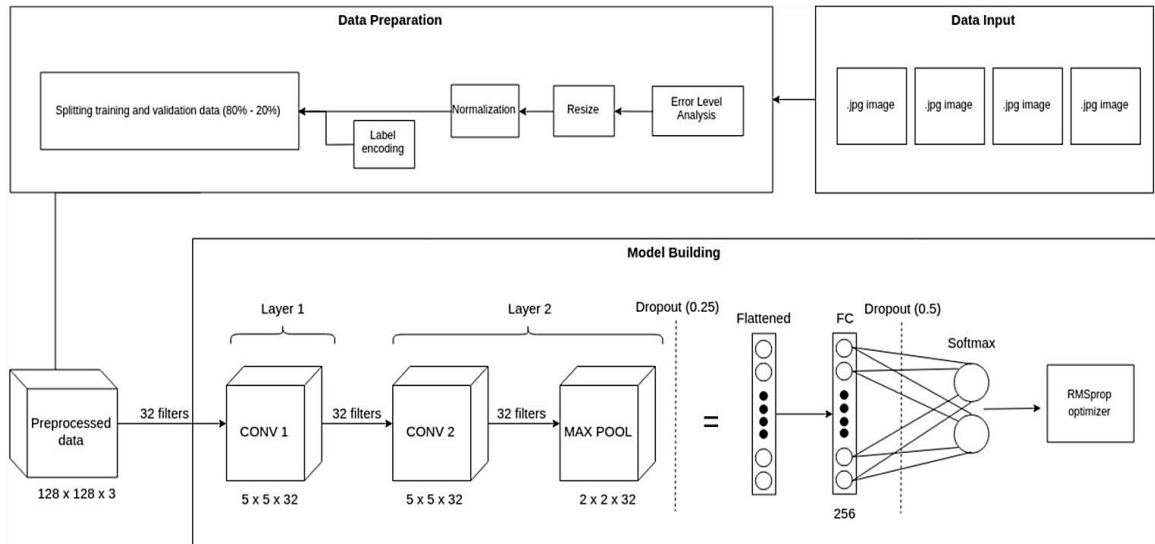 Data Preparation
Data Input
Splitting training and validation data (80% - 20%)
Normalization
Resize
Error Level
Analysis
Label
encoding
.jpg image
.jpg image
.jpg image
.jpg image
Model Building
Layer 1
Layer 2
Dropout (0.25)
Flattened
FC
Dropout (0.5)
Softmax
Preprocessed
data
32 filters
CONV 1
32 filters
CONV 2
32 filters
MAX POOL
=
RMSprop
optimizer
128 x 128 x 3
5 x 5 x 32
5 x 5 x 32
2 x 2 x 32
256